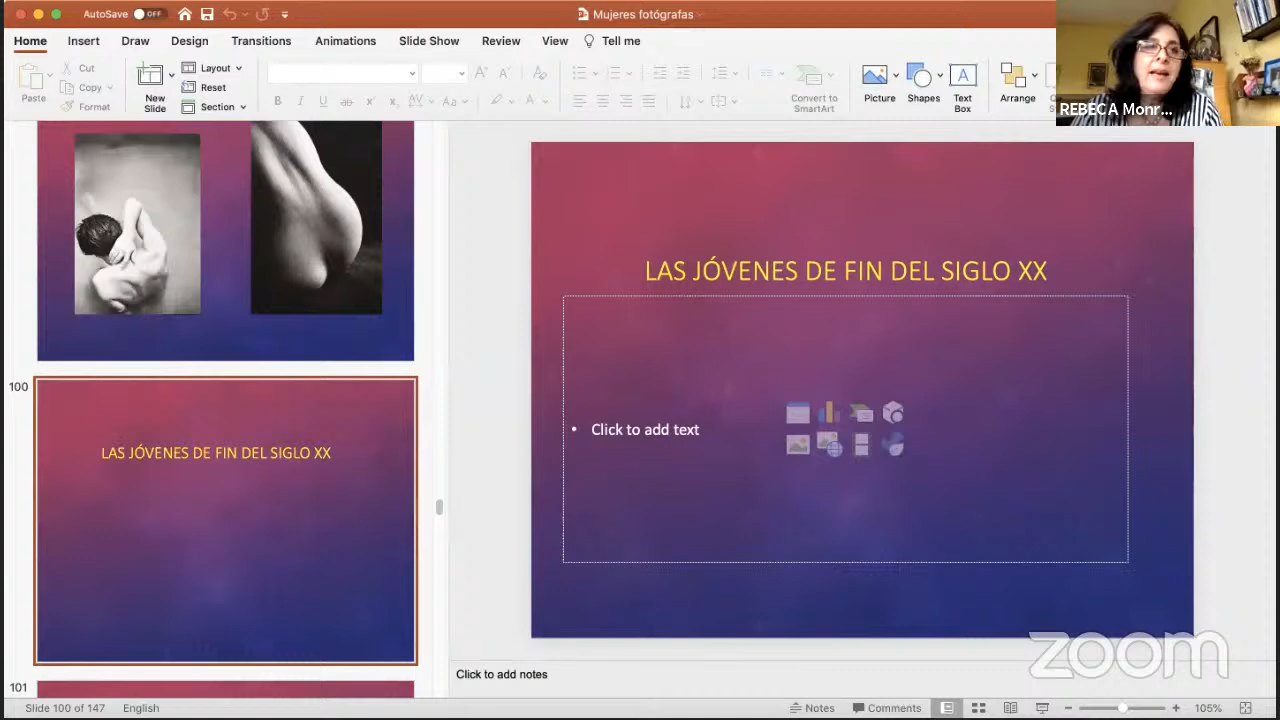 AutoSave OFF
Mujeres fotógrafas
Home Insert Draw Design Transitions Animations Slide Show Review View Tell me
Paste
Cut
Copy
Format
New
Slide
Layout
Reset
Section
B I U ab x
AV Aa A
Convert to
SmartArt
Picture
Shapes
Text
Box
Arrange
REBECA Monr...
100
LAS JÓVENES DE FIN DEL SIGLO XX
101
LAS JÓVENES DE FIN DEL SIGLO XX
• Click to add text
Click to add notes
zoom
Slide 100 of 147 English Notes Comments 105%